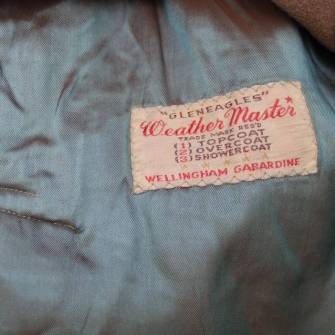 "GLENEAGLES"
Weather Master
TRADE MARK REG'D
(1) TOPCOAT
(2) OVERCOAT
(3) SHOWERCOAT
WELLINGHAM GABARDINE